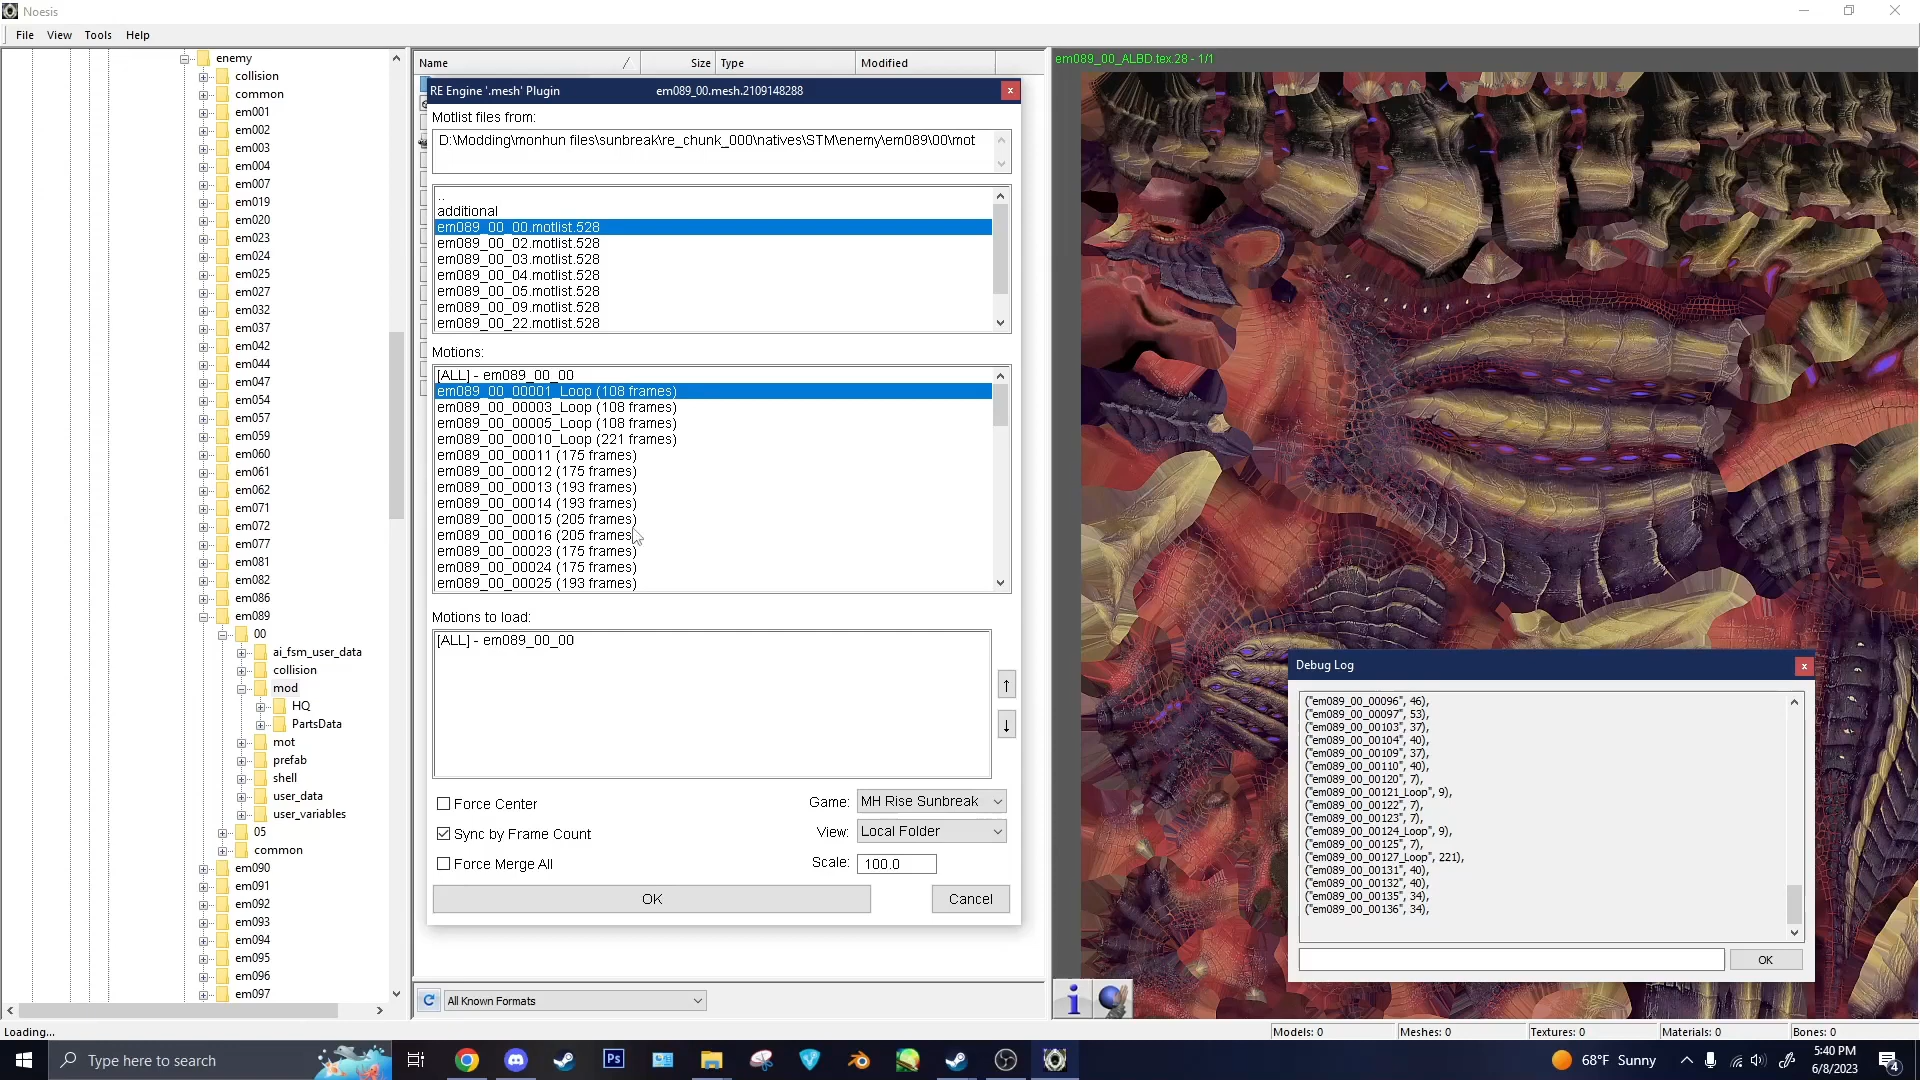 Noesis
File View Tools Help
enemy
collision
common
em001
em002
em003
em004
em007
em019
em020
em023
em024
em025
em027
em032
em037
em042
em044
em047
em054
em057
em059
em060
em061
em062
em071
em072
em077
em081
em082
em086
em089
00
ai_fsm_user_data
collision
mod
HQ
PartsData
mot
prefab
shell
user_data
user_variables
05
common
em090
em091
em092
em093
em094
em095
em096
em097
Name Size Type Modified
RE Engine '.mesh' Plugin em089_00.mesh.2109148288
Motlist files from:
D:\Modding\monhun files\sunbreak\re_chunk_000\natives\STM\enemy\em089\00\mot
..
additional
em089_00_00.motlist.528
em089_00_02.motlist.528
em089_00_03.motlist.528
em089_00_04.motlist.528
em089_00_05.motlist.528
em089_00_09.motlist.528
em089_00_22.motlist.528
Motions:
[ALL] - em089_00_00
em089_00_00001_Loop (108 frames)
em089_00_00003_Loop (108 frames)
em089_00_00005_Loop (108 frames)
em089_00_00010_Loop (221 frames)
em089_00_00011 (175 frames)
em089_00_00012 (175 frames)
em089_00_00013 (193 frames)
em089_00_00014 (193 frames)
em089_00_00015 (205 frames)
em089_00_00016 (205 frames)
em089_00_00023 (175 frames)
em089_00_00024 (175 frames)
em089_00_00025 (193 frames)
Motions to load:
[ALL] - em089_00_00
Force Center
Sync by Frame Count
Force Merge All
Game: MH Rise Sunbreak
View: Local Folder
Scale: 100.0
OK Cancel
All Known Formats
em089_00_ALBD.tex.28 - 1/1
Debug Log
("em089_00_00096", 46),
("em089_00_00097", 53),
("em089_00_00103", 37),
("em089_00_00104", 40),
("em089_00_00109", 37),
("em089_00_00110", 40),
("em089_00_00120", 7),
("em089_00_00121_Loop", 9),
("em089_00_00122", 7),
("em089_00_00123", 7),
("em089_00_00124_Loop", 9),
("em089_00_00125", 7),
("em089_00_00127_Loop", 221),
("em089_00_00131", 40),
("em089_00_00132", 40),
("em089_00_00135", 34),
("em089_00_00136", 34),
OK
Loading... Models: 0 Meshes: 0 Textures: 0 Materials: 0 Bones: 0
Type here to search
Ps
68°F Sunny
5:40 PM
6/8/2023
4